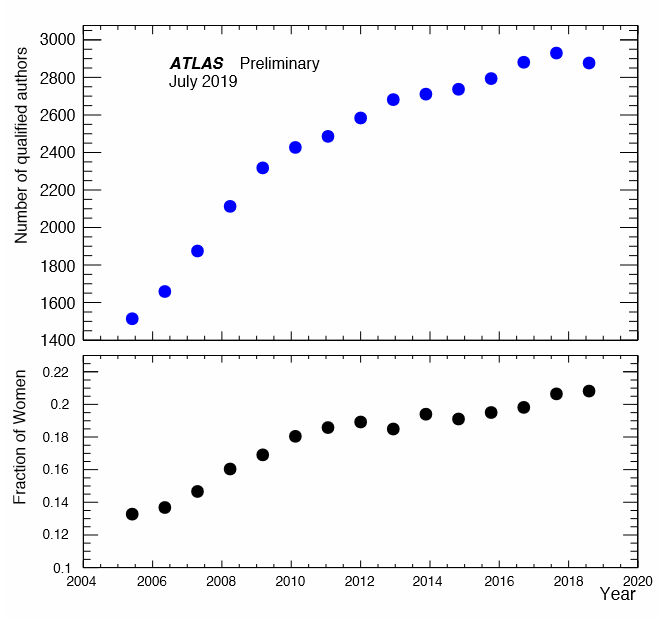 3000
ATLAS Preliminary
July 2019
2800
2600
2400
2200
2000
1800
1600
1400
Number of qualified authors
0.22
0.2
0.18
0.16
0.14
0.12
0.1
Fraction of Women
2004 2006 2008 2010 2012 2014 2016 2018 2020
Year